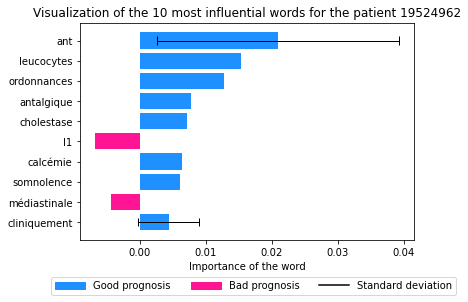 Visualization of the 10 most influential words for the patient 19524962
ant
leucocytes
ordonnances
antalgique
cholestase
l1
calcémie
somnolence
médiastinale
cliniquement
0.00 0.01 0.02 0.03 0.04
Importance of the word
Good prognosis Bad prognosis Standard deviation